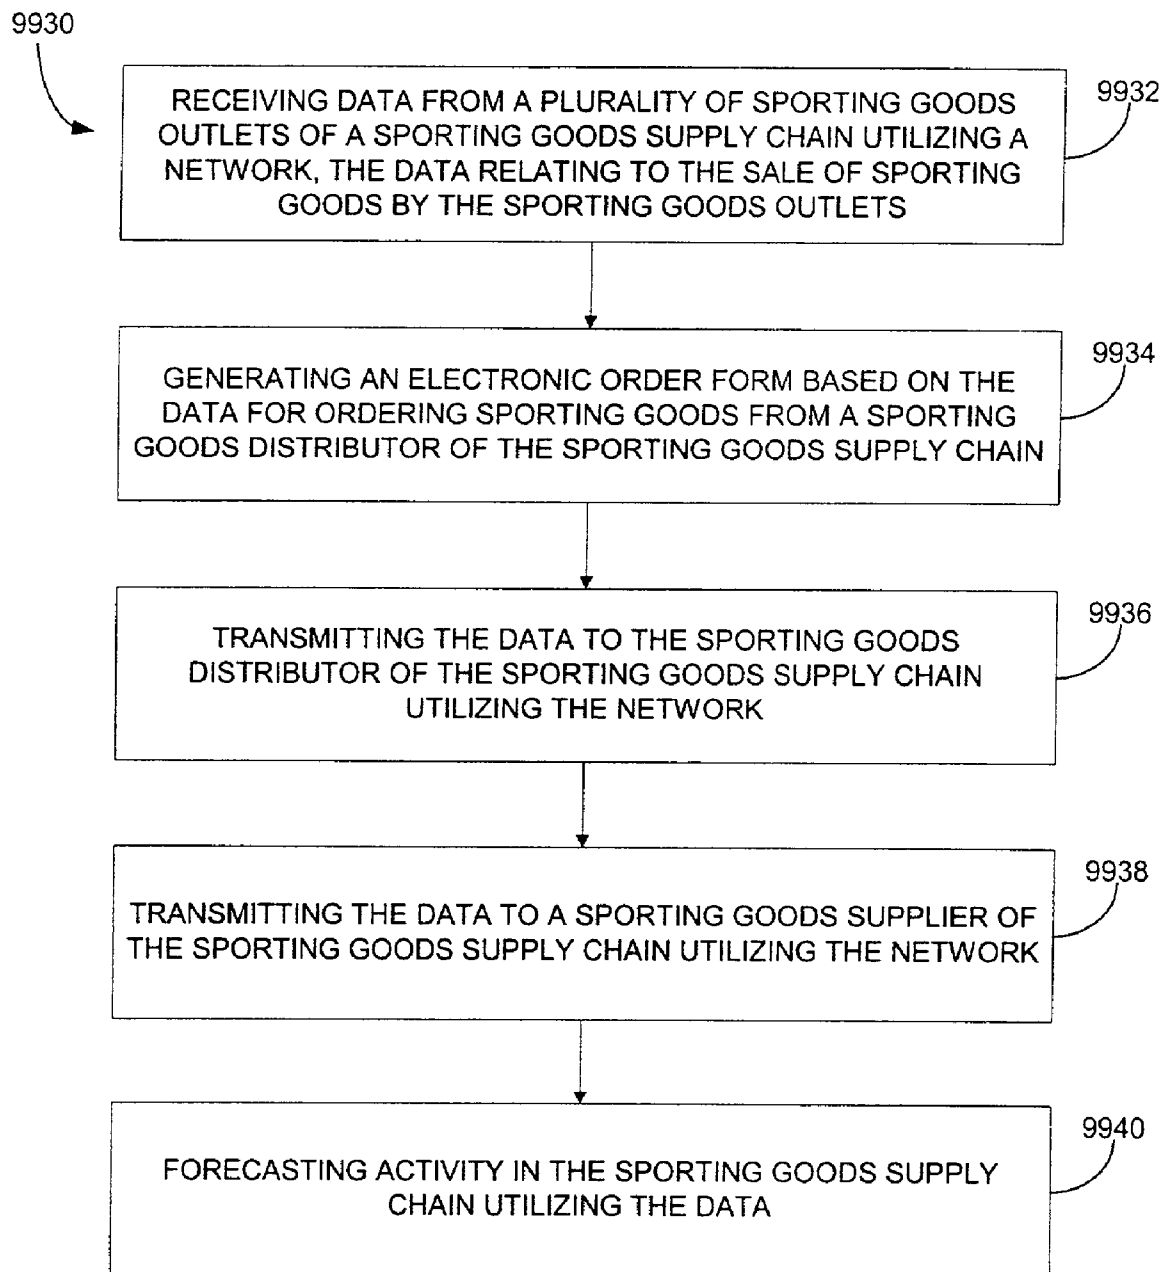 9930
9932
RECEIVING DATA FROM A PLURALITY OF SPORTING GOODS
OUTLETS OF A SPORTING GOODS SUPPLY CHAIN UTILIZING A
NETWORK, THE DATA RELATING TO THE SALE OF SPORTING
GOODS BY THE SPORTING GOODS OUTLETS
9934
GENERATING AN ELECTRONIC ORDER FORM BASED ON THE
DATA FOR ORDERING SPORTING GOODS FROM A SPORTING
GOODS DISTRIBUTOR OF THE SPORTING GOODS SUPPLY CHAIN
9936
TRANSMITTING THE DATA TO THE SPORTING GOODS
DISTRIBUTOR OF THE SPORTING GOODS SUPPLY CHAIN
UTILIZING THE NETWORK
9938
TRANSMITTING THE DATA TO A SPORTING GOODS SUPPLIER OF
THE SPORTING GOODS SUPPLY CHAIN UTILIZING THE NETWORK
9940
FORECASTING ACTIVITY IN THE SPORTING GOODS SUPPLY
CHAIN UTILIZING THE DATA